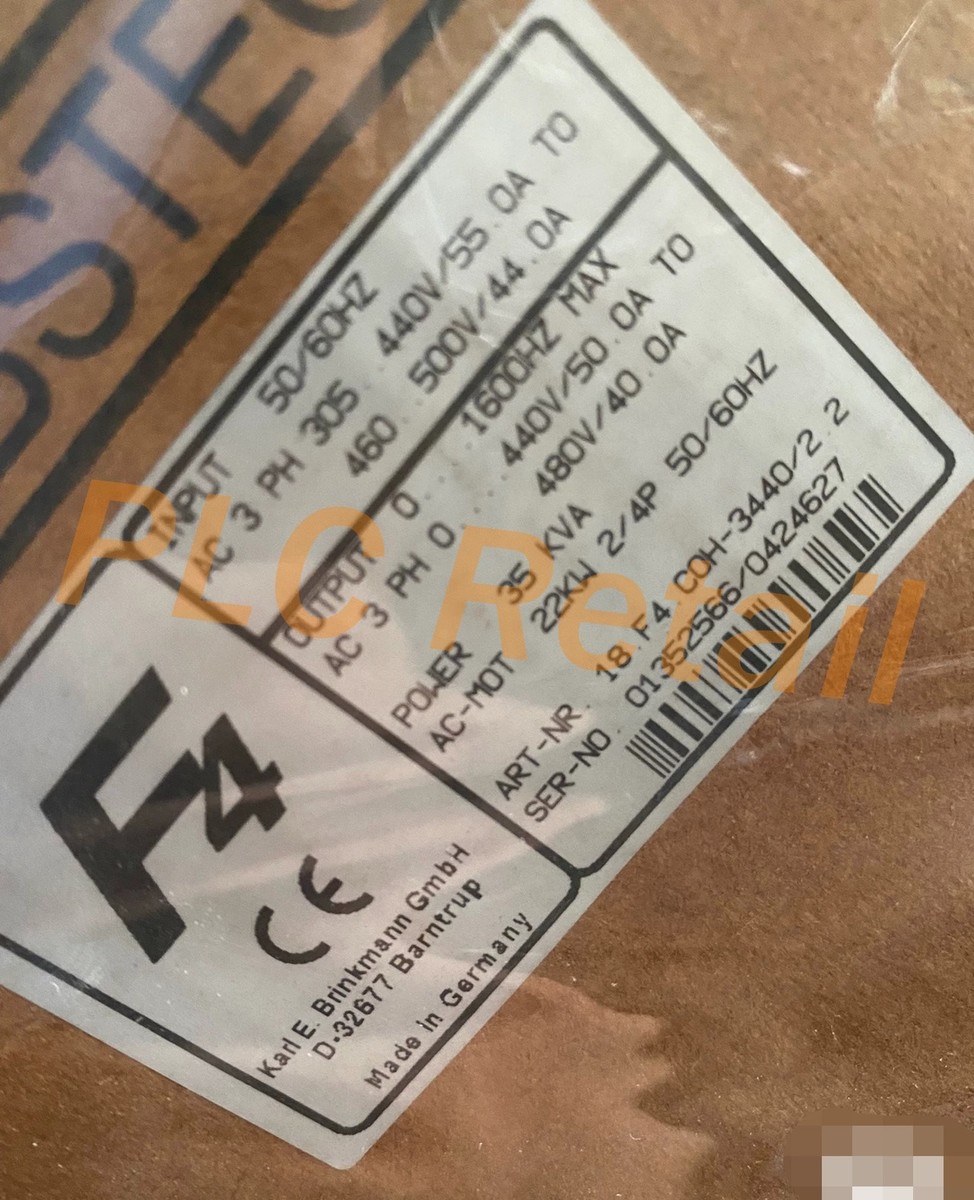 DSTEC
INPUT 50/60HZ
AC 3 PH 305...440V/55.0A TO
460...500V/44.0A
OUTPUT 0....1600HZ MAX
AC 3 PH 0.....440V/50.0A TO
480V/40.0A
POWER 35 KVA
AC-MOT 22KW 2/4P 50/60HZ
ART-NR. 18.F4.C0H-3440/2.2
SER-NO. 01352566/0424627
F4
CE
Karl E. Brinkmann GmbH
D-32677 Barntrup
Made in Germany
PLC Retail